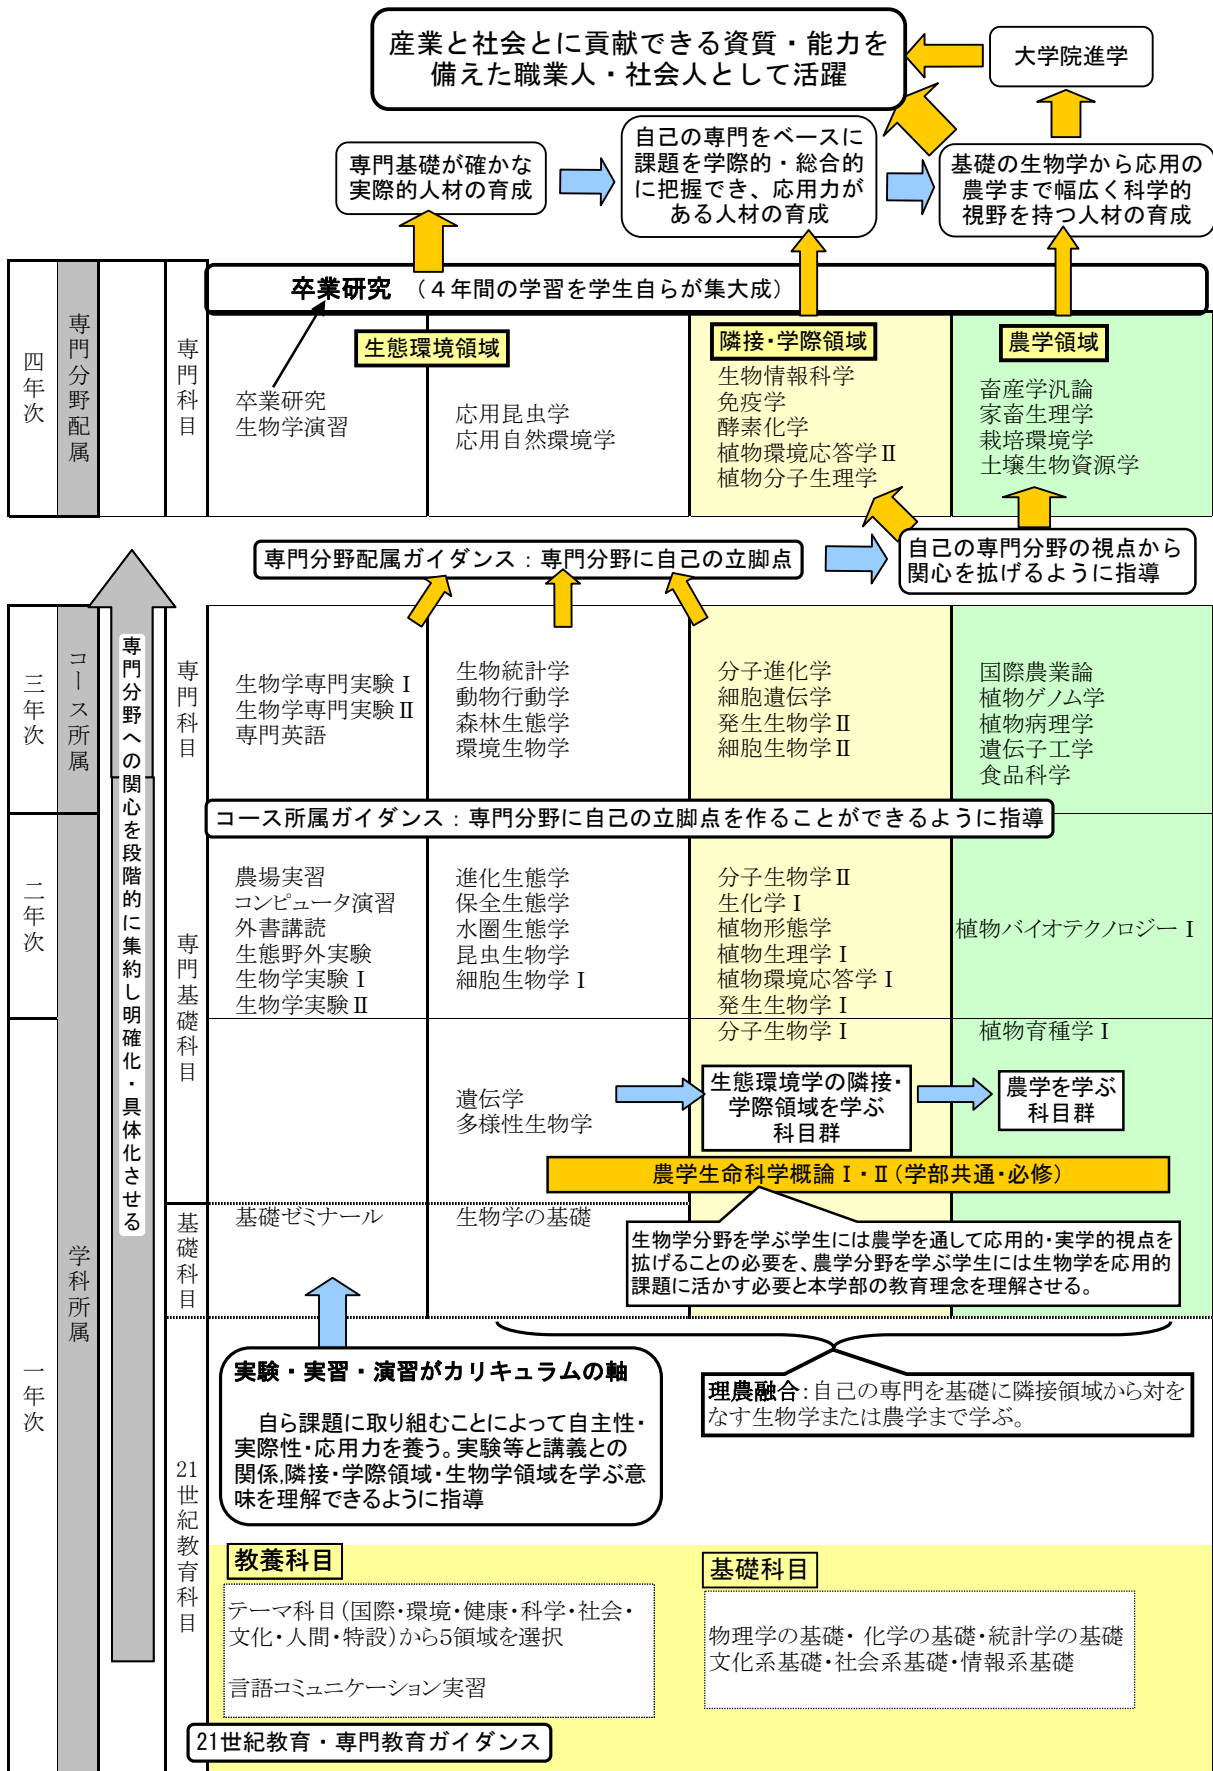 産業と社会とに貢献できる資質・能力を
備えた職業人・社会人として活躍
大学院進学
専門基礎が確かな
実際的人材の育成
自己の専門をベースに
課題を学際的・総合的
に把握でき、応用力が
ある人材の育成
基礎の生物学から応用の
農学まで幅広く科学的
視野を持つ人材の育成
四年次
専門分野配属
専門科目
卒業研究 （４年間の学習を学生自らが集大成）
生態環境領域
隣接・学際領域
農学領域
卒業研究
生物学演習
応用昆虫学
応用自然環境学
生物情報科学
免疫学
酵素化学
植物環境応答学Ⅱ
植物分子生理学
畜産学汎論
家畜生理学
栽培環境学
土壌生物資源学
専門分野配属ガイダンス：専門分野に自己の立脚点
自己の専門分野の視点から
関心を拡げるように指導
専門分野への関心を段階的に集約し明確化・具体化させる
三年次
コース所属
専門科目
生物学専門実験Ⅰ
生物学専門実験Ⅱ
専門英語
生物統計学
動物行動学
森林生態学
環境生物学
分子進化学
細胞遺伝学
発生生物学Ⅱ
細胞生物学Ⅱ
国際農業論
植物ゲノム学
植物病理学
遺伝子工学
食品科学
コース所属ガイダンス：専門分野に自己の立脚点を作ることができるように指導
二年次
専門基礎科目
農場実習
コンピュータ演習
外書講読
生態野外実験
生物学実験Ⅰ
生物学実験Ⅱ
進化生態学
保全生態学
水圏生態学
昆虫生物学
細胞生物学Ⅰ
分子生物学Ⅱ
生化学Ⅰ
植物形態学
植物生理学Ⅰ
植物環境応答学Ⅰ
発生生物学Ⅰ
植物バイオテクノロジーⅠ
一年次
学科所属
遺伝学
多様性生物学
分子生物学Ⅰ
植物育種学Ⅰ
生態環境学の隣接・
学際領域を学ぶ
科目群
農学を学ぶ
科目群
農学生命科学概論Ⅰ・Ⅱ(学部共通・必修)
基礎科目
基礎ゼミナール
生物学の基礎
生物学分野を学ぶ学生には農学を通して応用的・実学的視点を
拡げることの必要を、農学分野を学ぶ学生には生物学を応用的
課題に活かす必要と本学部の教育理念を理解させる。
21世紀教育科目
実験・実習・演習がカリキュラムの軸
自ら課題に取り組むことによって自主性・
実際性・応用力を養う。実験等と講義との
関係,隣接・学際領域・生物学領域を学ぶ意
味を理解できるように指導
理農融合：自己の専門を基礎に隣接領域から対を
なす生物学または農学まで学ぶ。
教養科目
テーマ科目(国際・環境・健康・科学・社会・
文化・人間・特設)から5領域を選択
言語コミュニケーション実習
基礎科目
物理学の基礎・ 化学の基礎・統計学の基礎
文化系基礎・社会系基礎・情報系基礎
21世紀教育・専門教育ガイダンス